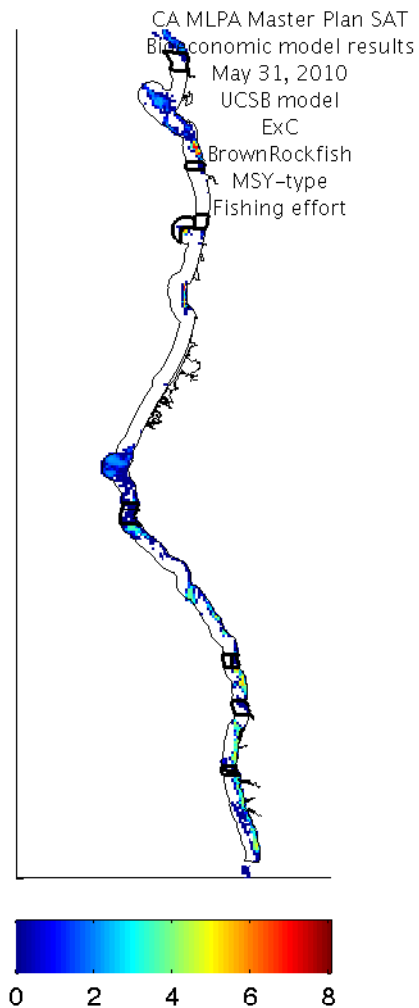 CA MLPA Master Plan SAT
Bioeconomic model results
May 31, 2010
UCSB model
ExC
BrownRockfish
MSY-type
Fishing effort
0 2 4 6 8